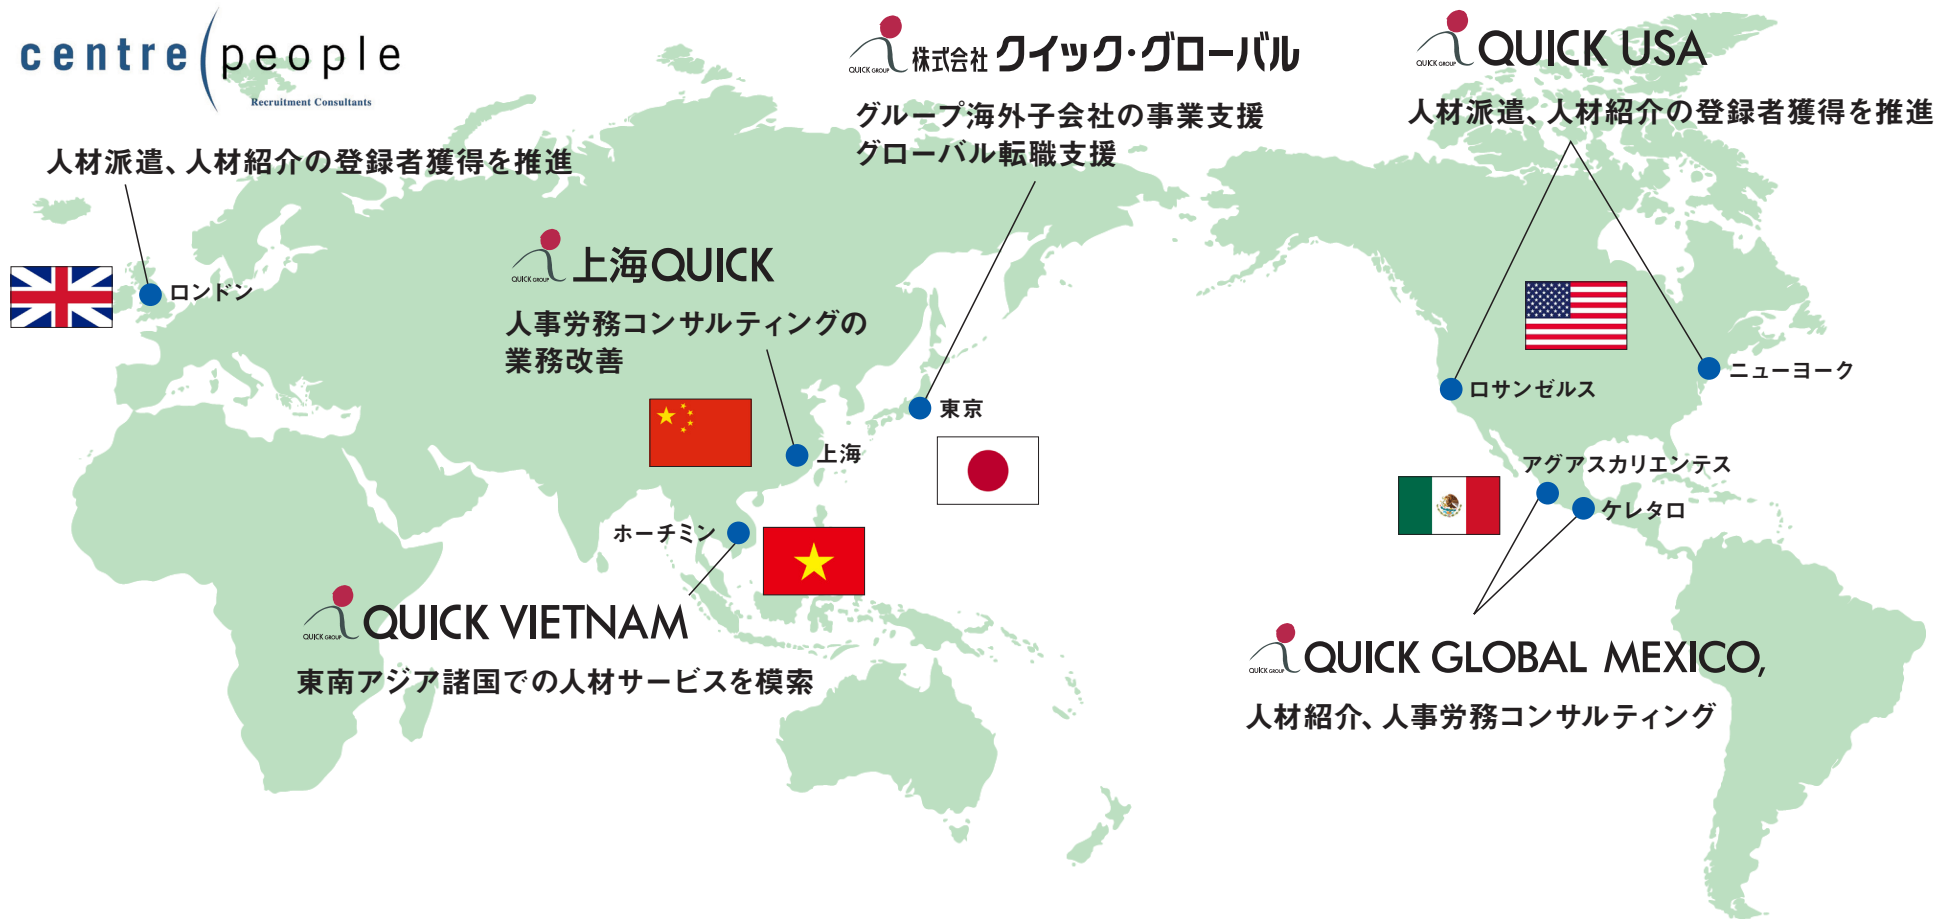 centre people
Recruitment Consultants
人材派遣、人材紹介の登録者獲得を推進
ロンドン
QUICK GROUP
上海QUICK
人事労務コンサルティングの
業務改善
上海
QUICK GROUP
株式会社 クイック・グローバル
グループ海外子会社の事業支援
グローバル転職支援
東京
QUICK GROUP
QUICK USA
人材派遣、人材紹介の登録者獲得を推進
ロサンゼルス
ニューヨーク
ホーチミン
QUICK GROUP
QUICK VIETNAM
東南アジア諸国での人材サービスを模索
アグアスカリエンテス
ケレタロ
QUICK GROUP
QUICK GLOBAL MEXICO,
人材紹介、人事労務コンサルティング